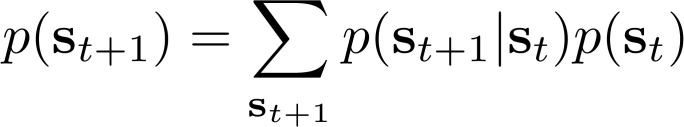 p(s_{t+1}) = \sum_{s_{t+1}} p(s_{t+1}|s_t)p(s_t)